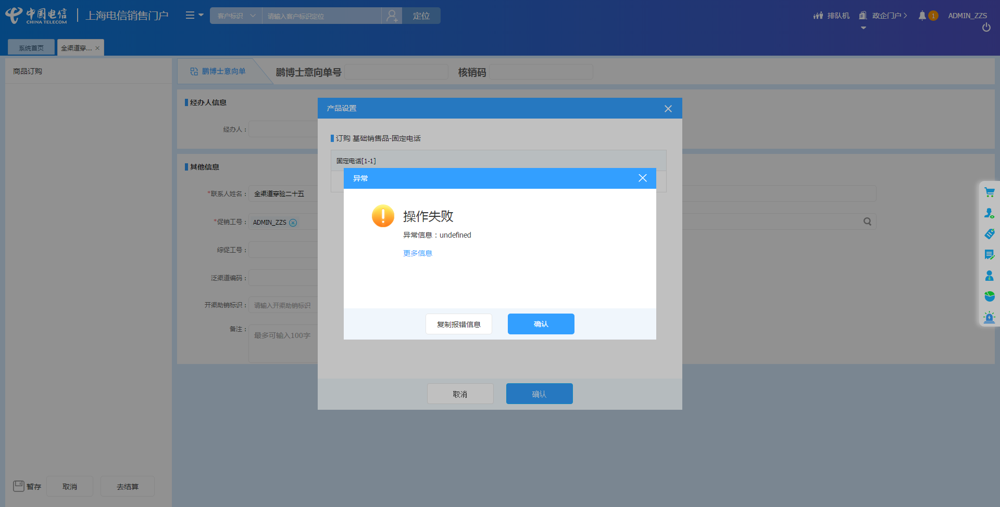 中国电信
CHINA TELECOM
上海电信销售门户
客户标识
请输入客户标识定位
定位
排队机
政企门户
1
ADMIN_ZZS
系统首页
全渠道穿...
商品订购
鹏博士意向单
鹏博士意向单号
核销码
经办人信息
经办人：
其他信息
*联系人姓名：
全渠道穿验二十五
*促销工号：
ADMIN_ZZS
综促工号：
泛渠道编码：
开渠助销标识：
请输入开渠助销标识
备注：
最多可输入100字
产品设置
订购 基础销售品-固定电话
固定电话[1-1]
异常
操作失败
异常信息：undefined
更多信息
复制报错信息
确认
取消
确认
暂存
取消
去结算